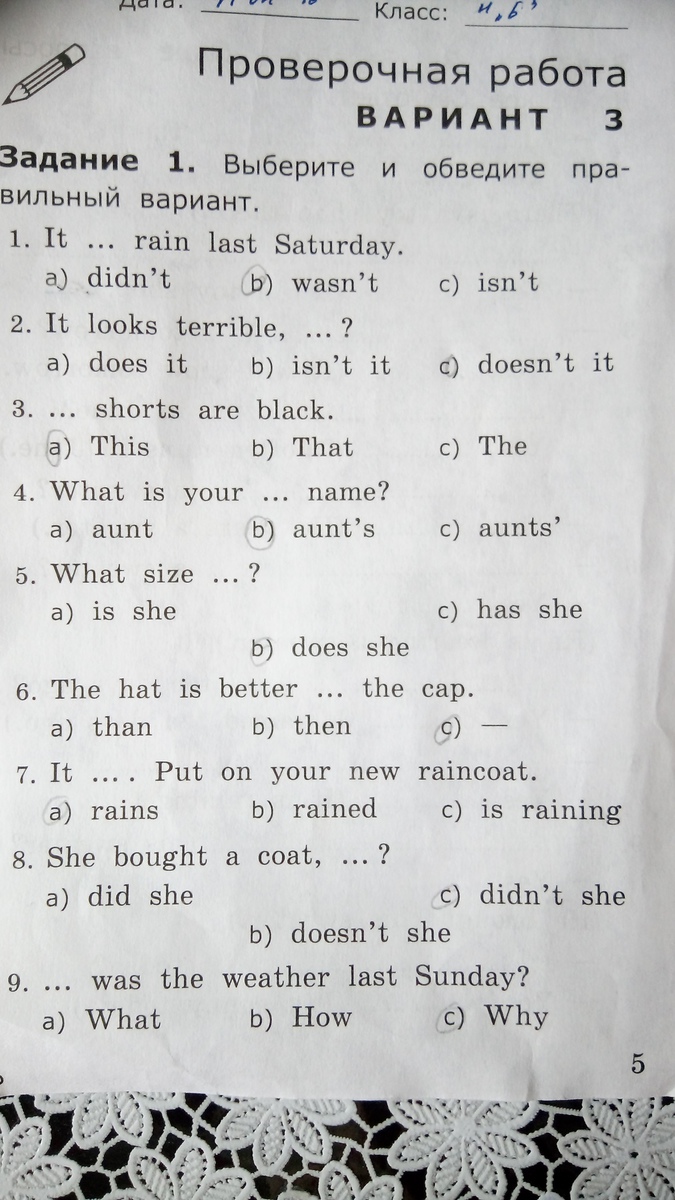 Дата:
Класс: 4 „Б"
Проверочная работа
ВАРИАНТ 3
Задание 1. Выберите и обведите пра-
вильный вариант.
1. It ... rain last Saturday.
a) didn't b) wasn't c) isn't
2. It looks terrible, ... ?
a) does it b) isn't it c) doesn't it
3. ... shorts are black.
a) This b) That c) The
4. What is your ... name?
a) aunt b) aunt's c) aunts'
5. What size ... ?
a) is she c) has she
b) does she
6. The hat is better ... the cap.
a) than b) then c) —
7. It ... . Put on your new raincoat.
a) rains b) rained c) is raining
8. She bought a coat, ... ?
a) did she c) didn't she
b) doesn't she
9. ... was the weather last Sunday?
a) What b) How c) Why
5